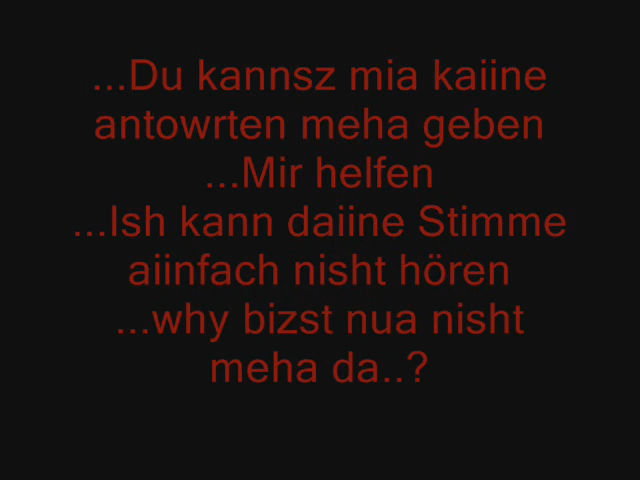 ...Du kannsz mia kaiine
antowrten meha geben
...Mir helfen
...Ish kann daiine Stimme
aiinfach nisht hören
...why bizst nua nisht
meha da..?